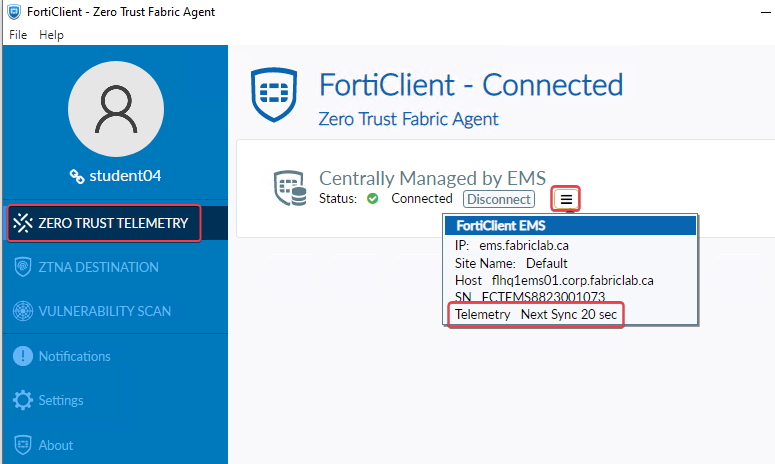 FortiClient - Zero Trust Fabric Agent
File Help
FortiClient - Connected
Zero Trust Fabric Agent
student04
Centrally Managed by EMS
Status: Connected Disconnect
ZERO TRUST TELEMETRY
FortiClient EMS
IP: ems.fabriclab.ca
Site Name: Default
Host flhq1ems01.corp.fabriclab.ca
SN FCTEMS8823001073
Telemetry Next Sync 20 sec
ZTNA DESTINATION
VULNERABILITY SCAN
Notifications
Settings
About